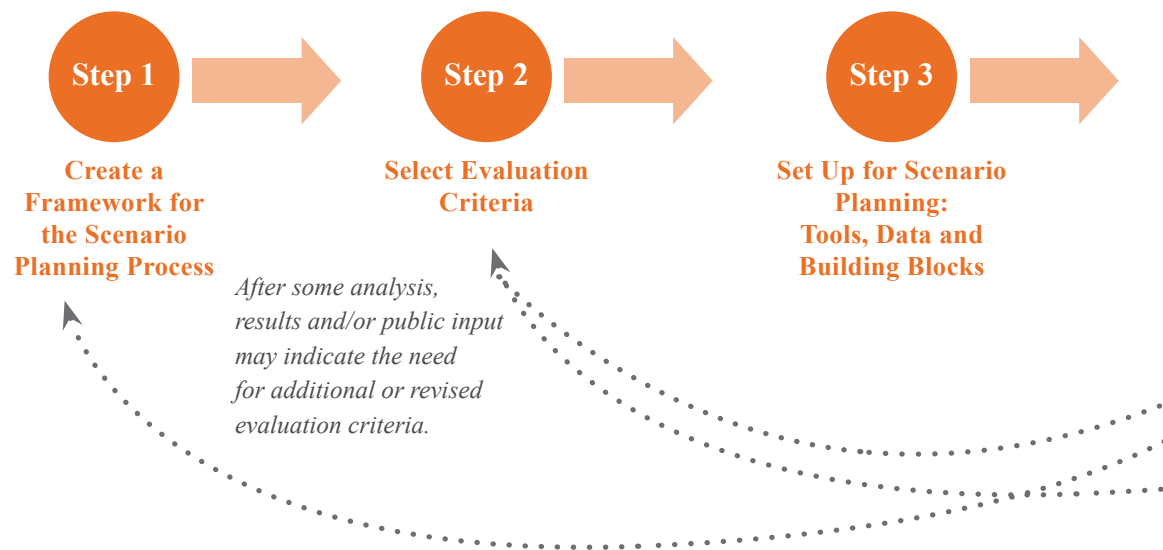 Step 1
Create a
Framework for
the Scenario
Planning Process
Step 2
Select Evaluation
Criteria
Step 3
Set Up for Scenario
Planning:
Tools, Data and
Building Blocks
After some analysis,
results and/or public input
may indicate the need
for additional or revised
evaluation criteria.